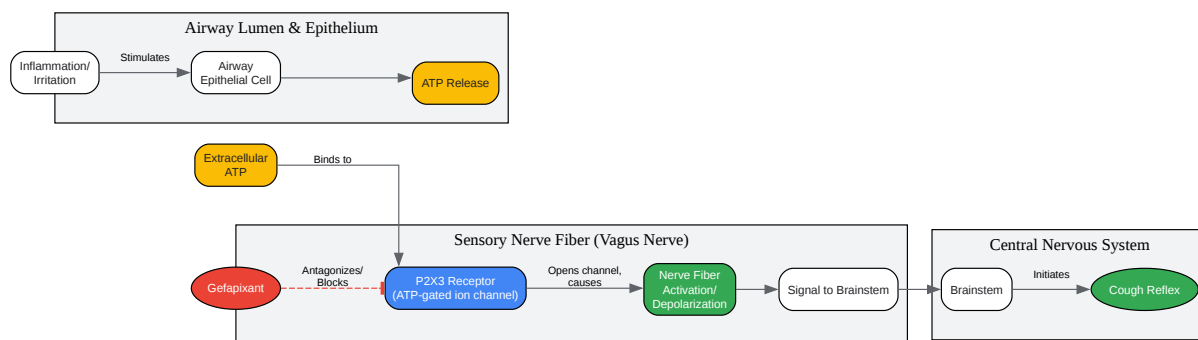 Airway Lumen & Epithelium
Inflammation/
Irritation
Stimulates
Airway
Epithelial Cell
ATP Release
Extracellular
ATP
Binds to
Sensory Nerve Fiber (Vagus Nerve)
Gefapixant
Antagonizes/
Blocks
P2X3 Receptor
(ATP-gated ion channel)
Opens channel,
causes
Nerve Fiber
Activation/
Depolarization
Signal to Brainstem
Central Nervous System
Brainstem
Initiates
Cough Reflex